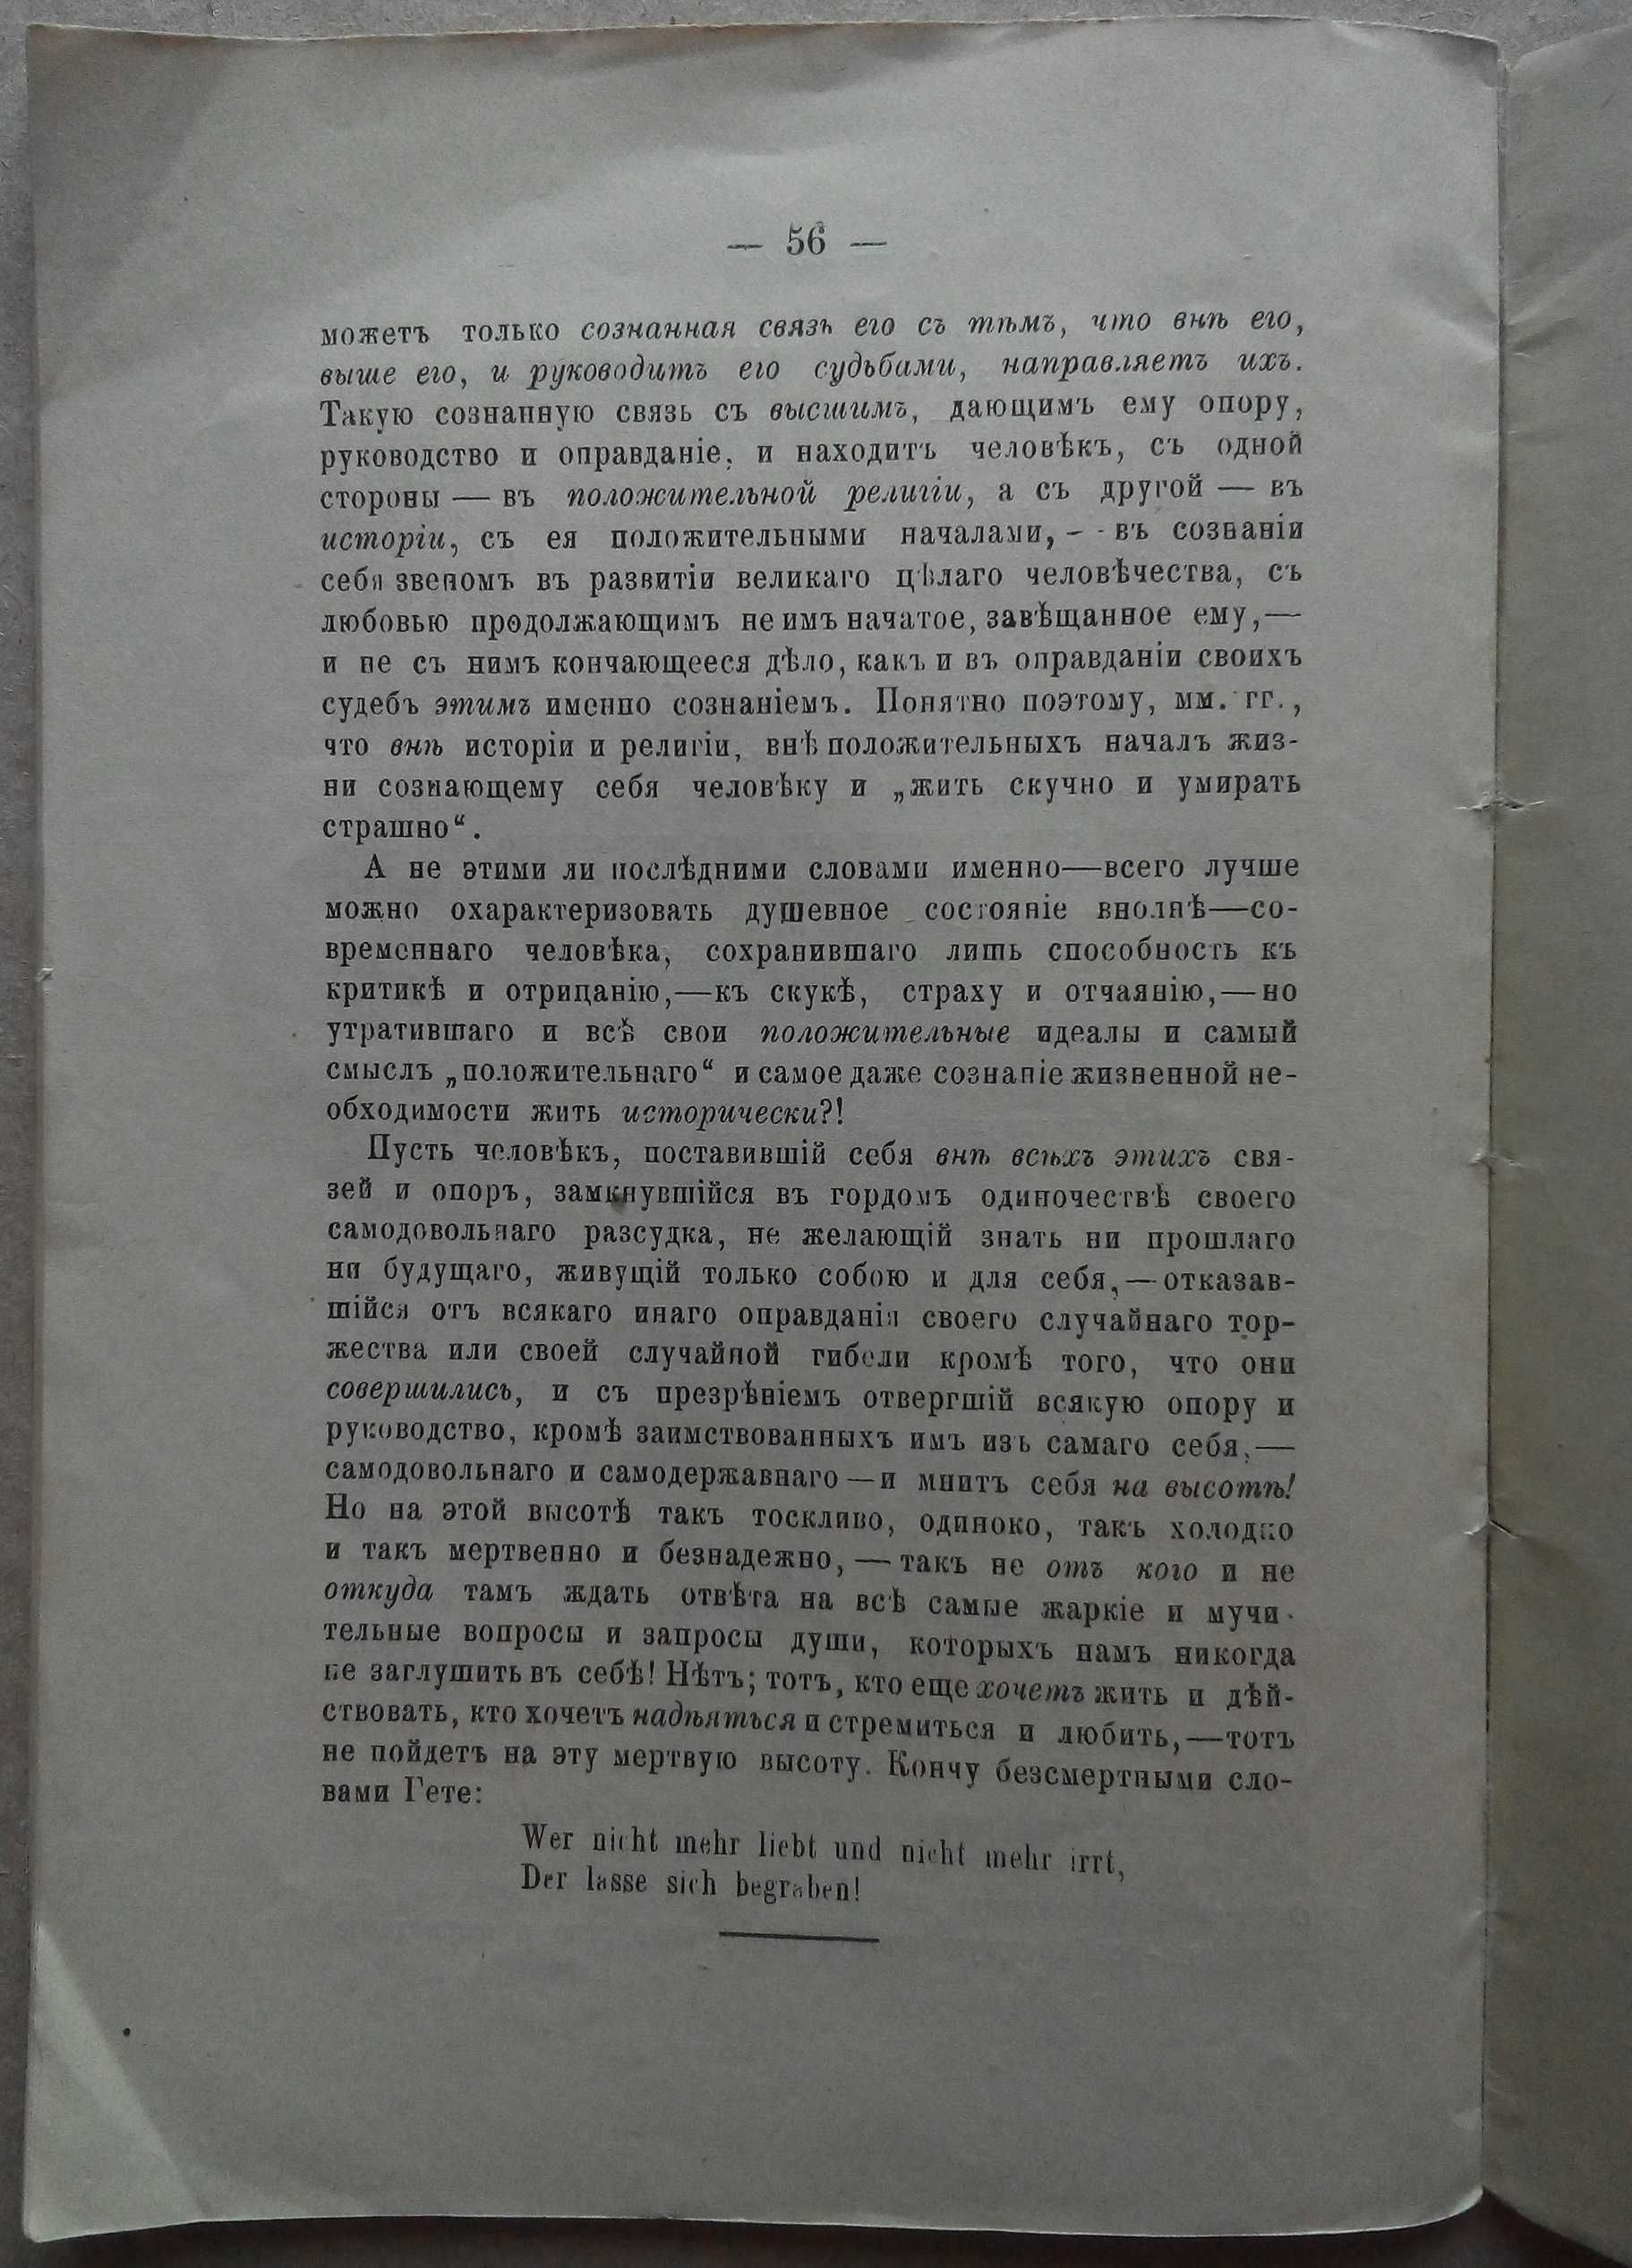 — 56 —
можетъ только сознанная связь его съ тѣмъ, что внѣ его,
выше его, и руководитъ его судьбами, направляетъ ихъ.
Такую сознанную связь съ высшимъ, дающимъ ему опору,
руководство и оправданіе, и находитъ человѣкъ, съ одной
стороны — въ положительной религіи, а съ другой — въ
исторіи, съ ея положительными началами, - - въ сознаніи
себя звеномъ въ развитіи великаго цѣлаго человѣчества, съ
любовью продолжающимъ не имъ начатое, завѣщанное ему,—
и не съ нимъ кончающееся дѣло, какъ и въ оправданіи своихъ
судебъ этимъ именно сознаніемъ. Понятно поэтому, мм. гг.,
что внѣ исторіи и религіи, внѣ положительныхъ началъ жиз-
ни сознающему себя человѣку и „жить скучно и умирать
страшно“.
А не этими ли послѣдними словами именно—всего лучше
можно охарактеризовать душевное состояніе вполнѣ—со-
временнаго человѣка, сохранившаго лишь способность къ
критикѣ и отрицанію,—къ скукѣ, страху и отчаянію,—но
утратившаго и всѣ свои положительные идеалы и самый
смыслъ „положительнаго“ и самое даже сознаніе жизненной не-
обходимости жить исторически?!
Пусть человѣкъ, поставившій себя внѣ всѣхъ этихъ свя-
зей и опоръ, замкнувшійся въ гордомъ одиночествѣ своего
самодовольнаго разсудка, не желающій знать ни прошлаго
ни будущаго, живущій только собою и для себя,—отказав-
шійся отъ всякаго инаго оправданія своего случайнаго тор-
жества или своей случайной гибели кромѣ того, что они
совершились, и съ презрѣніемъ отвергшій всякую опору и
руководство, кромѣ заимствованныхъ имъ изъ самаго себя,—
самодовольнаго и самодержавнаго—и мнитъ себя на высотѣ!
Но на этой высотѣ такъ тоскливо, одиноко, такъ холодно
и такъ мертвенно и безнадежно, — такъ не отъ кого и не
откуда тамъ ждать отвѣта на всѣ самые жаркіе и мучи-
тельные вопросы и запросы души, которыхъ намъ никогда
не заглушить въ себѣ! Нѣтъ; тотъ, кто еще хочетъ жить и дѣй-
ствовать, кто хочетъ надѣяться и стремиться и любить,—тотъ
не пойдетъ на эту мертвую высоту. Кончу безсмертными сло-
вами Гете:
Wer nicht mehr liebt und nicht mehr irrt,
Der lasse sich begraben!